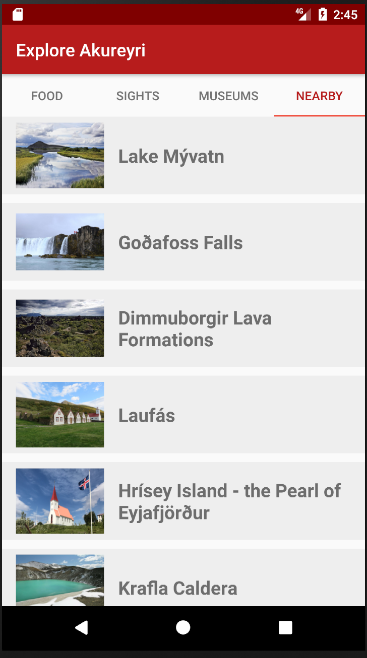 4G 2:45
Explore Akureyri
FOOD SIGHTS MUSEUMS NEARBY
Lake Mývatn
Goðafoss Falls
Dimmuborgir Lava
Formations
Laufás
Hrísey Island - the Pearl of
Eyjafjörður
Krafla Caldera